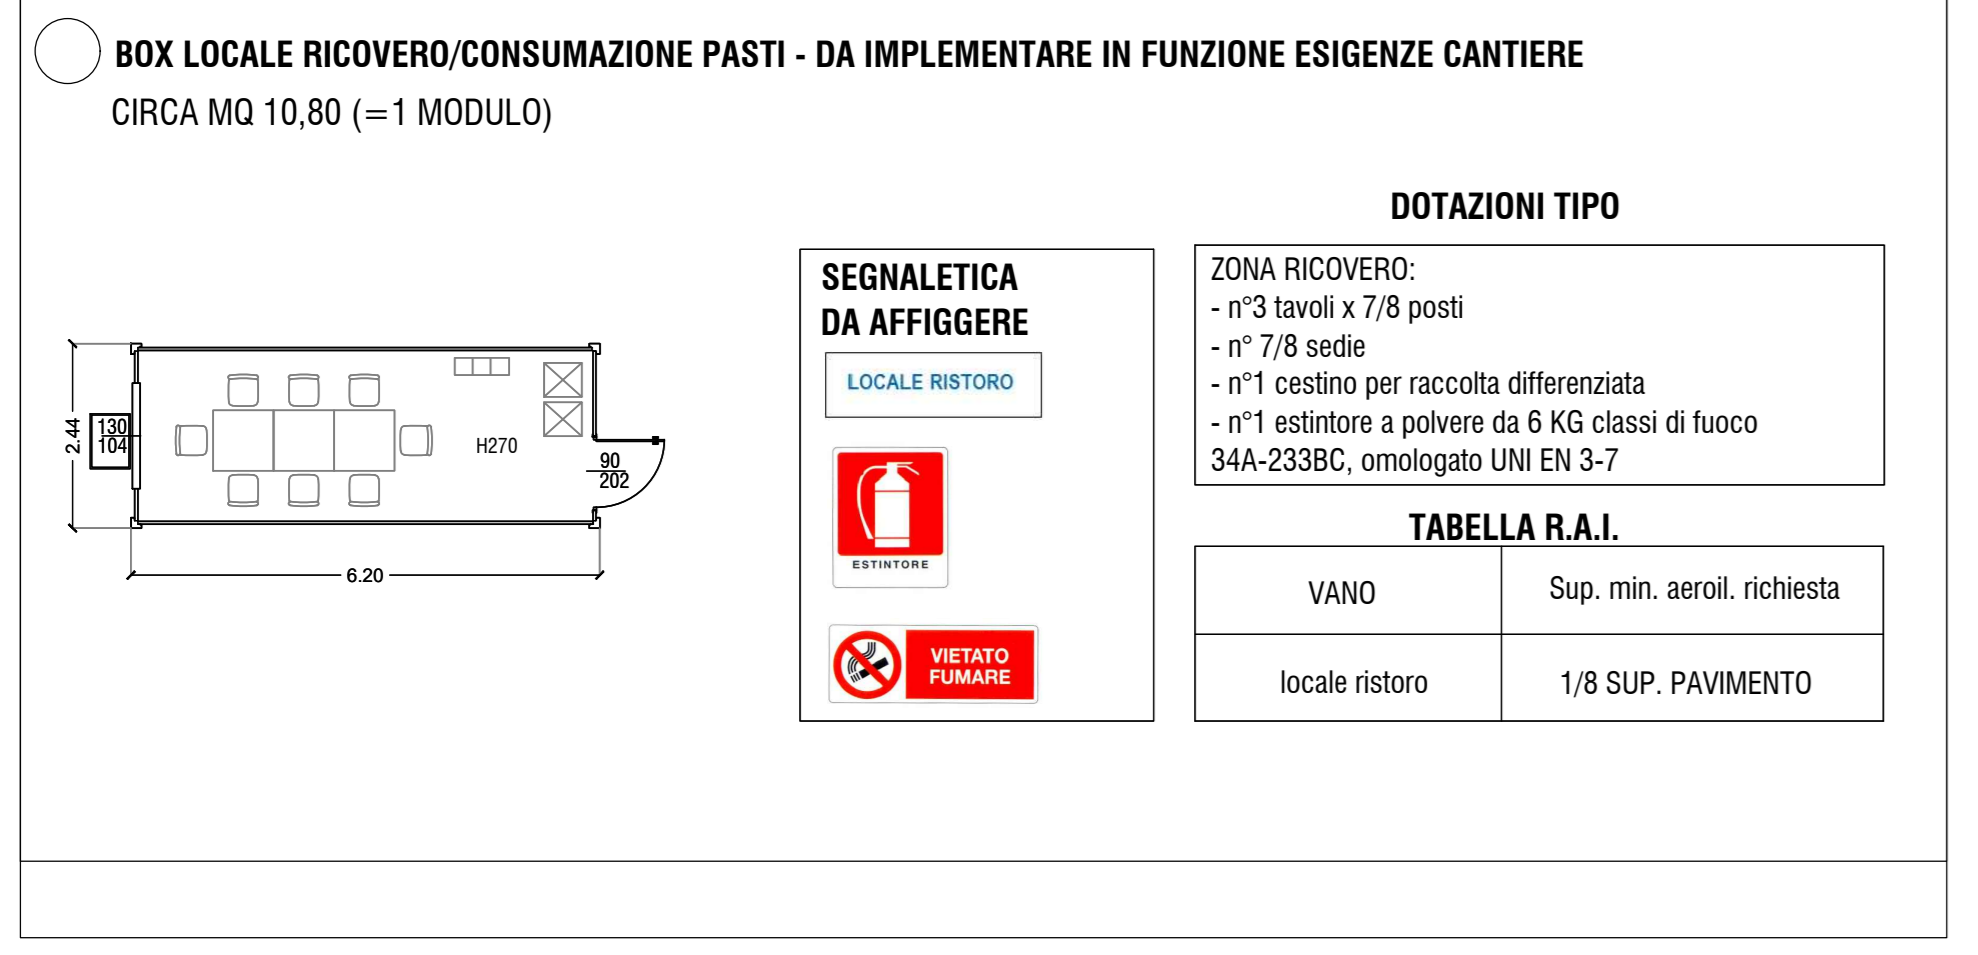 BOX LOCALE RICOVERO/CONSUMAZIONE PASTI - DA IMPLEMENTARE IN FUNZIONE ESIGENZE CANTIERE
CIRCA MQ 10,80 (=1 MODULO)
2.44
130
104
H270
90
202
6.20
SEGNALETICA
DA AFFIGGERE
LOCALE RISTORO
ESTINTORE
VIETATO
FUMARE
DOTAZIONI TIPO
ZONA RICOVERO:
- n°3 tavoli x 7/8 posti
- n° 7/8 sedie
- n°1 cestino per raccolta differenziata
- n°1 estintore a polvere da 6 KG classi di fuoco
34A-233BC, omologato UNI EN 3-7
TABELLA R.A.I.
VANO
Sup. min. aeroil. richiesta
locale ristoro
1/8 SUP. PAVIMENTO